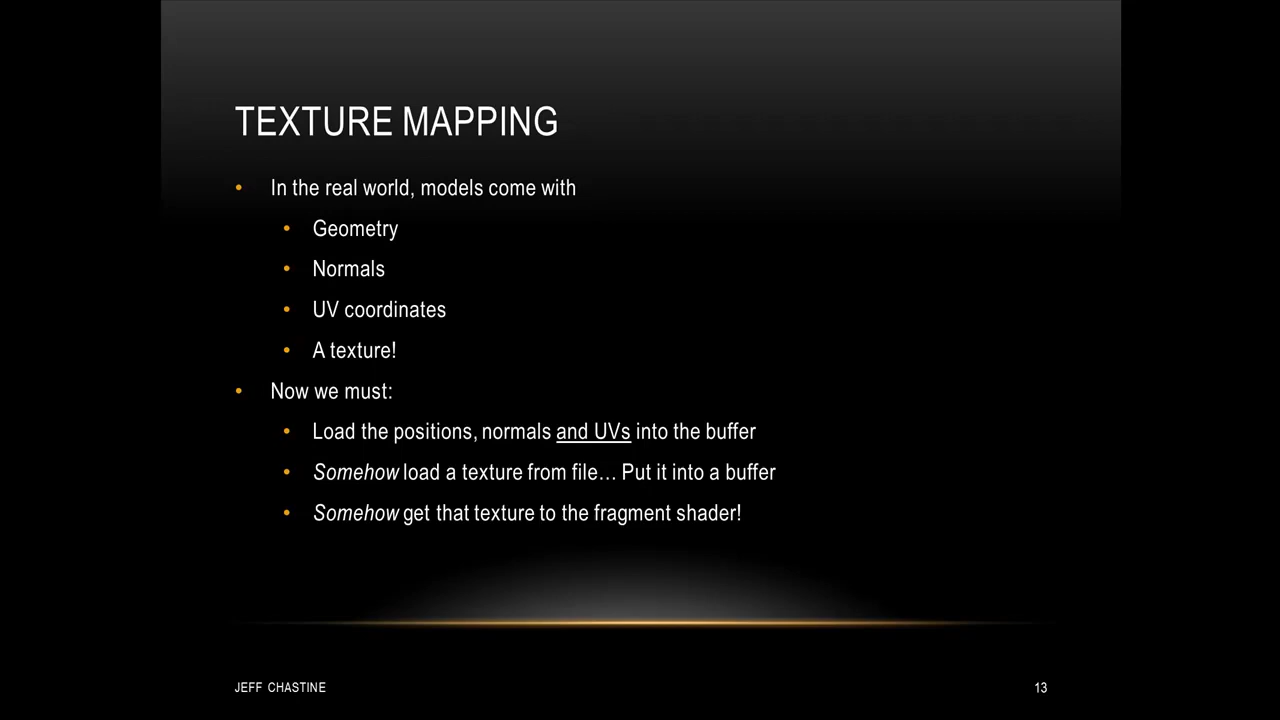 TEXTURE MAPPING
• In the real world, models come with
• Geometry
• Normals
• UV coordinates
• A texture!
• Now we must:
• Load the positions, normals and UVs into the buffer
• Somehow load a texture from file… Put it into a buffer
• Somehow get that texture to the fragment shader!
JEFF CHASTINE
13